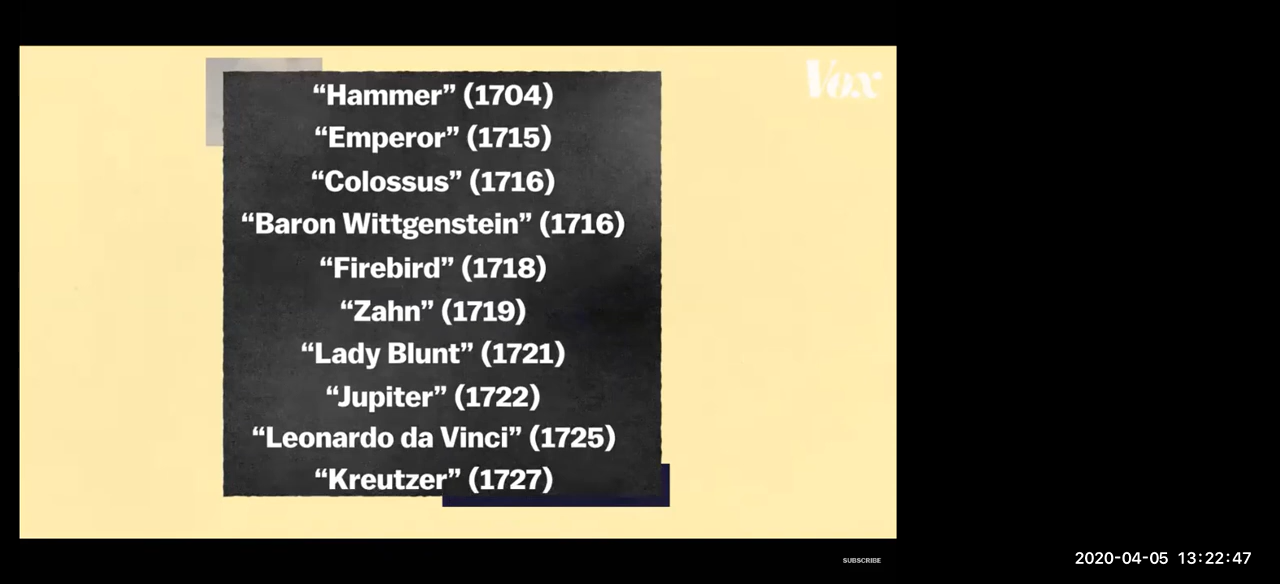 Vox
“Hammer” (1704)
“Emperor” (1715)
“Colossus” (1716)
“Baron Wittgenstein” (1716)
“Firebird” (1718)
“Zahn” (1719)
“Lady Blunt” (1721)
“Jupiter” (1722)
“Leonardo da Vinci” (1725)
“Kreutzer” (1727)
SUBSCRIBE
2020-04-05 13:22:47